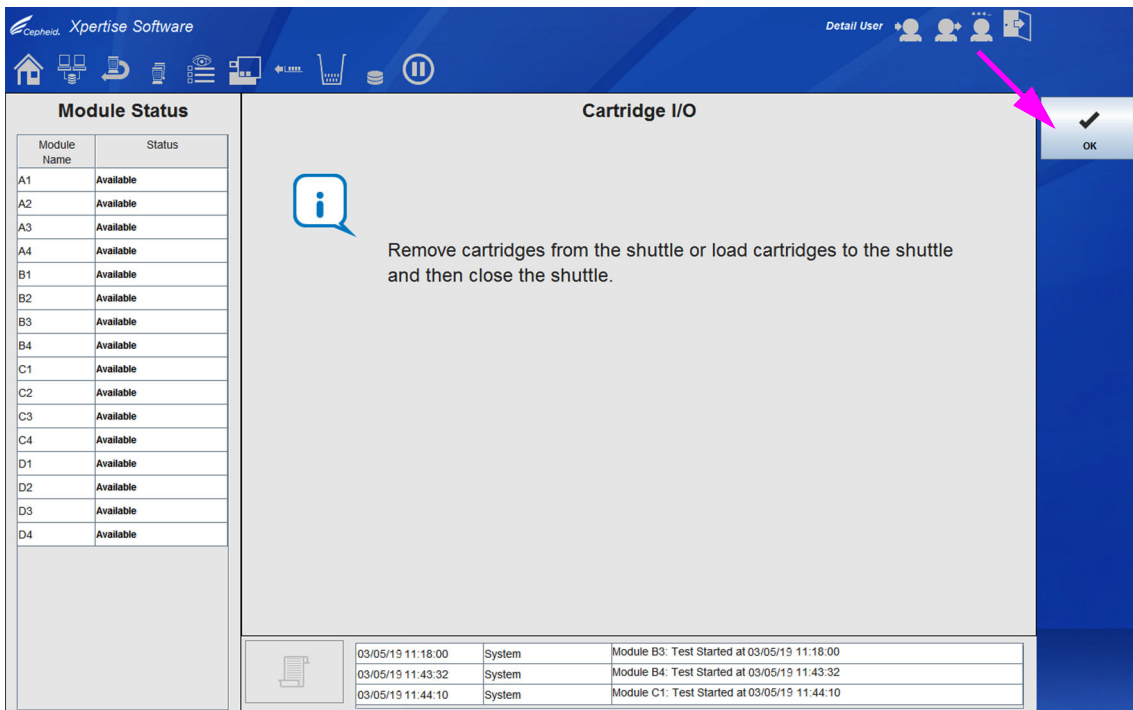 Cepheid. Xpertise Software
Detail User
Module Status
Cartridge I/O
OK
Module Name Status
A1 Available
A2 Available
A3 Available
A4 Available
B1 Available
B2 Available
B3 Available
B4 Available
C1 Available
C2 Available
C3 Available
C4 Available
D1 Available
D2 Available
D3 Available
D4 Available
Remove cartridges from the shuttle or load cartridges to the shuttle
and then close the shuttle.
03/05/19 11:18:00 System Module B3: Test Started at 03/05/19 11:18:00
03/05/19 11:43:32 System Module B4: Test Started at 03/05/19 11:43:32
03/05/19 11:44:10 System Module C1: Test Started at 03/05/19 11:44:10